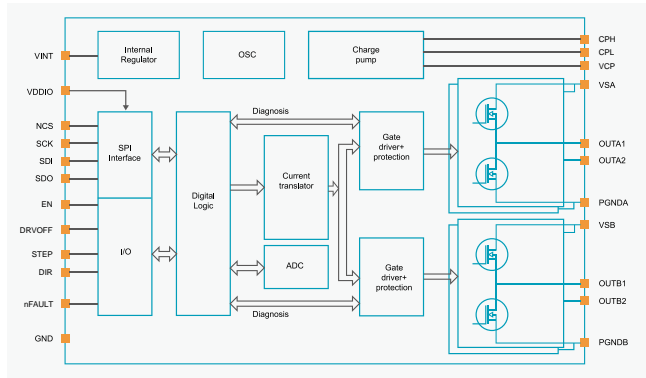 VINT
Internal
Regulator
OSC
Charge
pump
CPH
CPL
VCP
VDDIO
VSA
NCS
SCK
SDI
SDO
SPI
Interface
Diagnosis
Digital
Logic
Current
translator
Gate
driver+
protection
OUTA1
OUTA2
PGNDA
EN
DRVOFF
STEP
DIR
nFAULT
GND
I/O
ADC
Diagnosis
Gate
driver+
protection
VSB
OUTB1
OUTB2
PGNDB